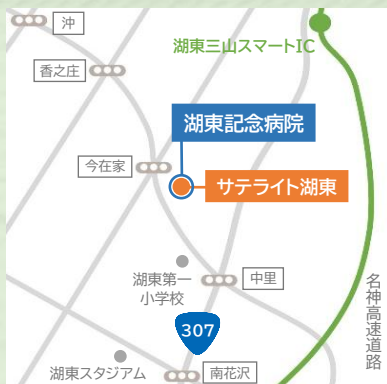 沖
湖東三山スマートIC
香之庄
湖東記念病院
今在家
サテライト湖東
湖東第一
小学校
中里
名神高速道路
307
湖東スタジアム
南花沢